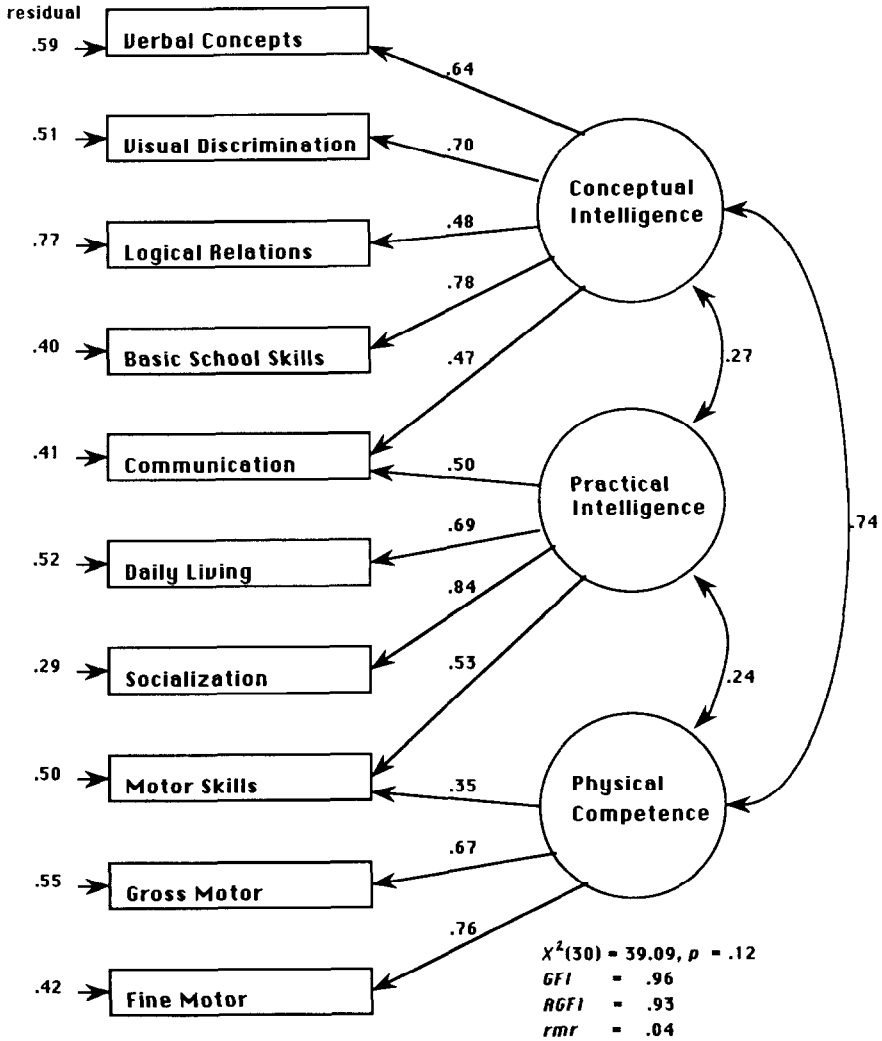 residual
.59
Verbal Concepts
.64
.51
Visual Discrimination
.70
Conceptual
Intelligence
.77
Logical Relations
.48
.78
.40
Basic School Skills
.47
.27
.41
Communication
.50
Practical
Intelligence
.74
.52
Daily Living
.69
.84
.29
Socialization
.53
.24
.50
Motor Skills
.35
Physical
Competence
.67
.55
Gross Motor
.76
.42
Fine Motor
X²(30) = 39.09, p = .12
GFI = .96
AGFI = .93
rmr = .04